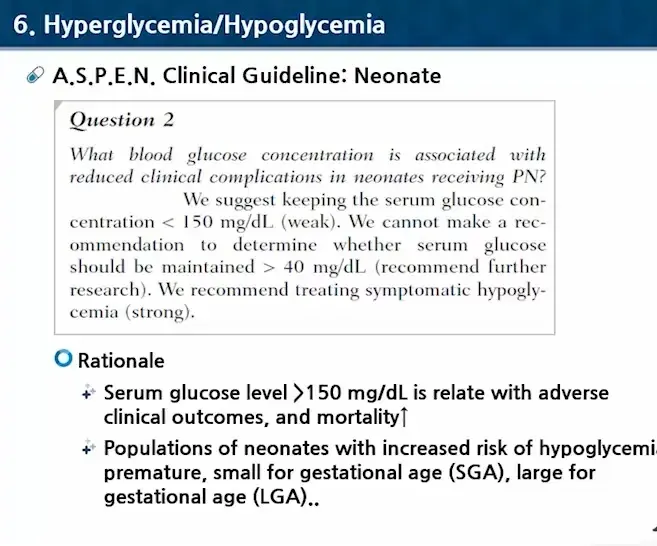 6. Hyperglycemia/Hypoglycemia
A.S.P.E.N. Clinical Guideline: Neonate
Question 2
What blood glucose concentration is associated with
reduced clinical complications in neonates receiving PN?
We suggest keeping the serum glucose con-
centration < 150 mg/dL (weak). We cannot make a rec-
ommendation to determine whether serum glucose
should be maintained > 40 mg/dL (recommend further
research). We recommend treating symptomatic hypogly-
cemia (strong).
Rationale
Serum glucose level >150 mg/dL is relate with adverse
clinical outcomes, and mortality↑
Populations of neonates with increased risk of hypoglycemi
premature, small for gestational age (SGA), large for
gestational age (LGA)..